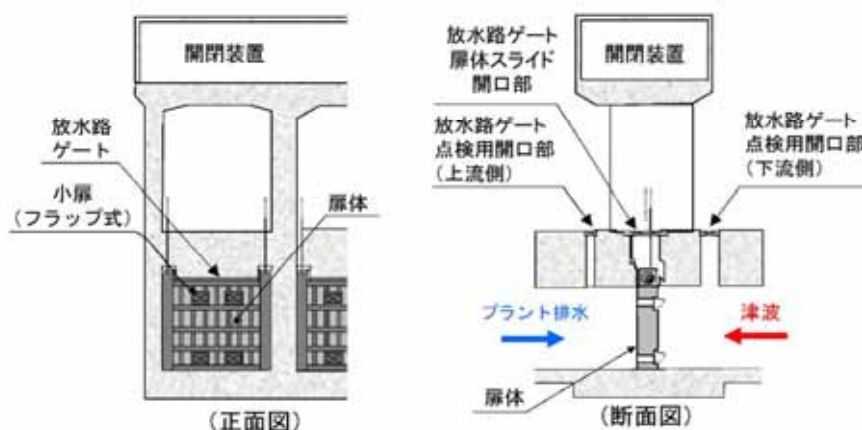 開閉装置
放水路
ゲート
小扉
(フラップ式)
扉体
(正面図)
放水路ゲート
扉体スライド
開口部
開閉装置
放水路ゲート
点検用開口部
(上流側)
放水路ゲート
点検用開口部
(下流側)
プラント排水
津波
扉体
(断面図)